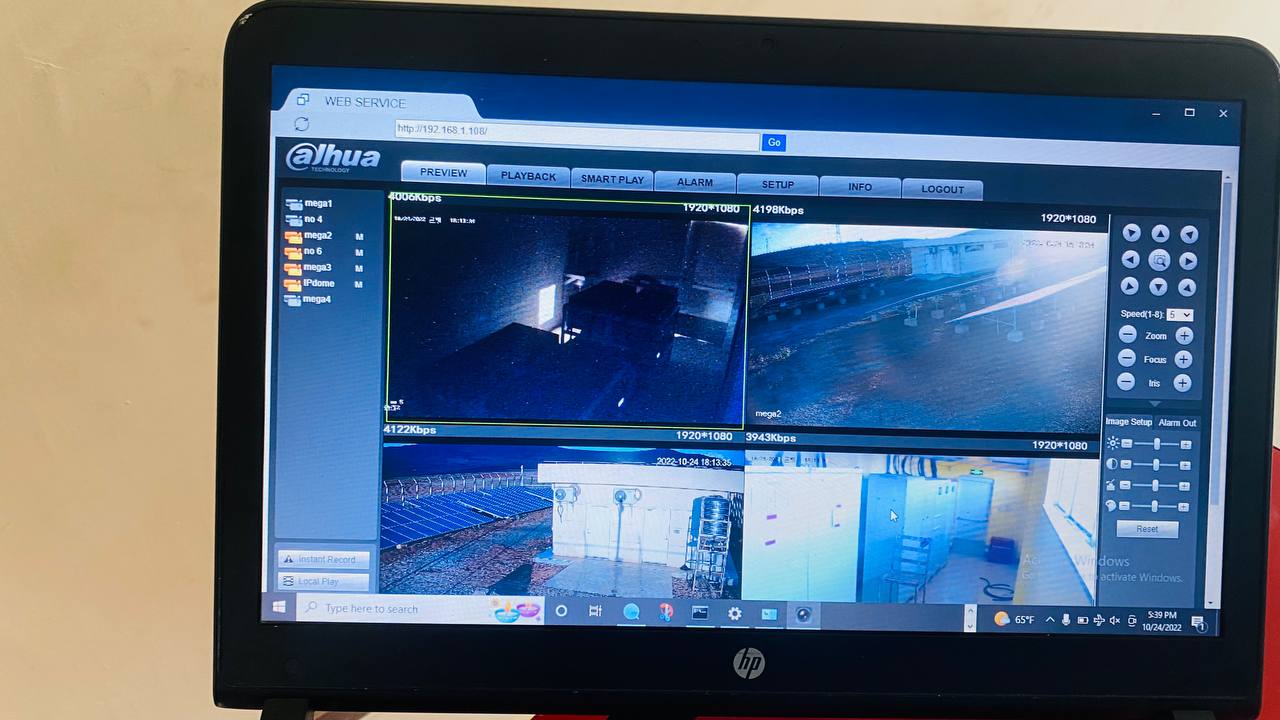 WEB SERVICE
http://192.168.1.108/
Go
alhua
TECHNOLOGY
PREVIEW
PLAYBACK
SMART PLAY
ALARM
SETUP
INFO
LOGOUT
mega1
no 4
mega2 M
no 6 M
mega3 M
IPdome M
mega4
Instant Record
Local Play
4006Kbps
1920*1080
4198Kbps
1920*1080
mega2
4122Kbps
1920*1080
2022-10-24 18:13:35
3943Kbps
1920*1080
Speed(1-8): 5
Zoom
Focus
Iris
Image Setup
Alarm Out
Reset
Windows
to activate Windows.
Type here to search
65°F
5:39 PM
10/24/2022
1
hp